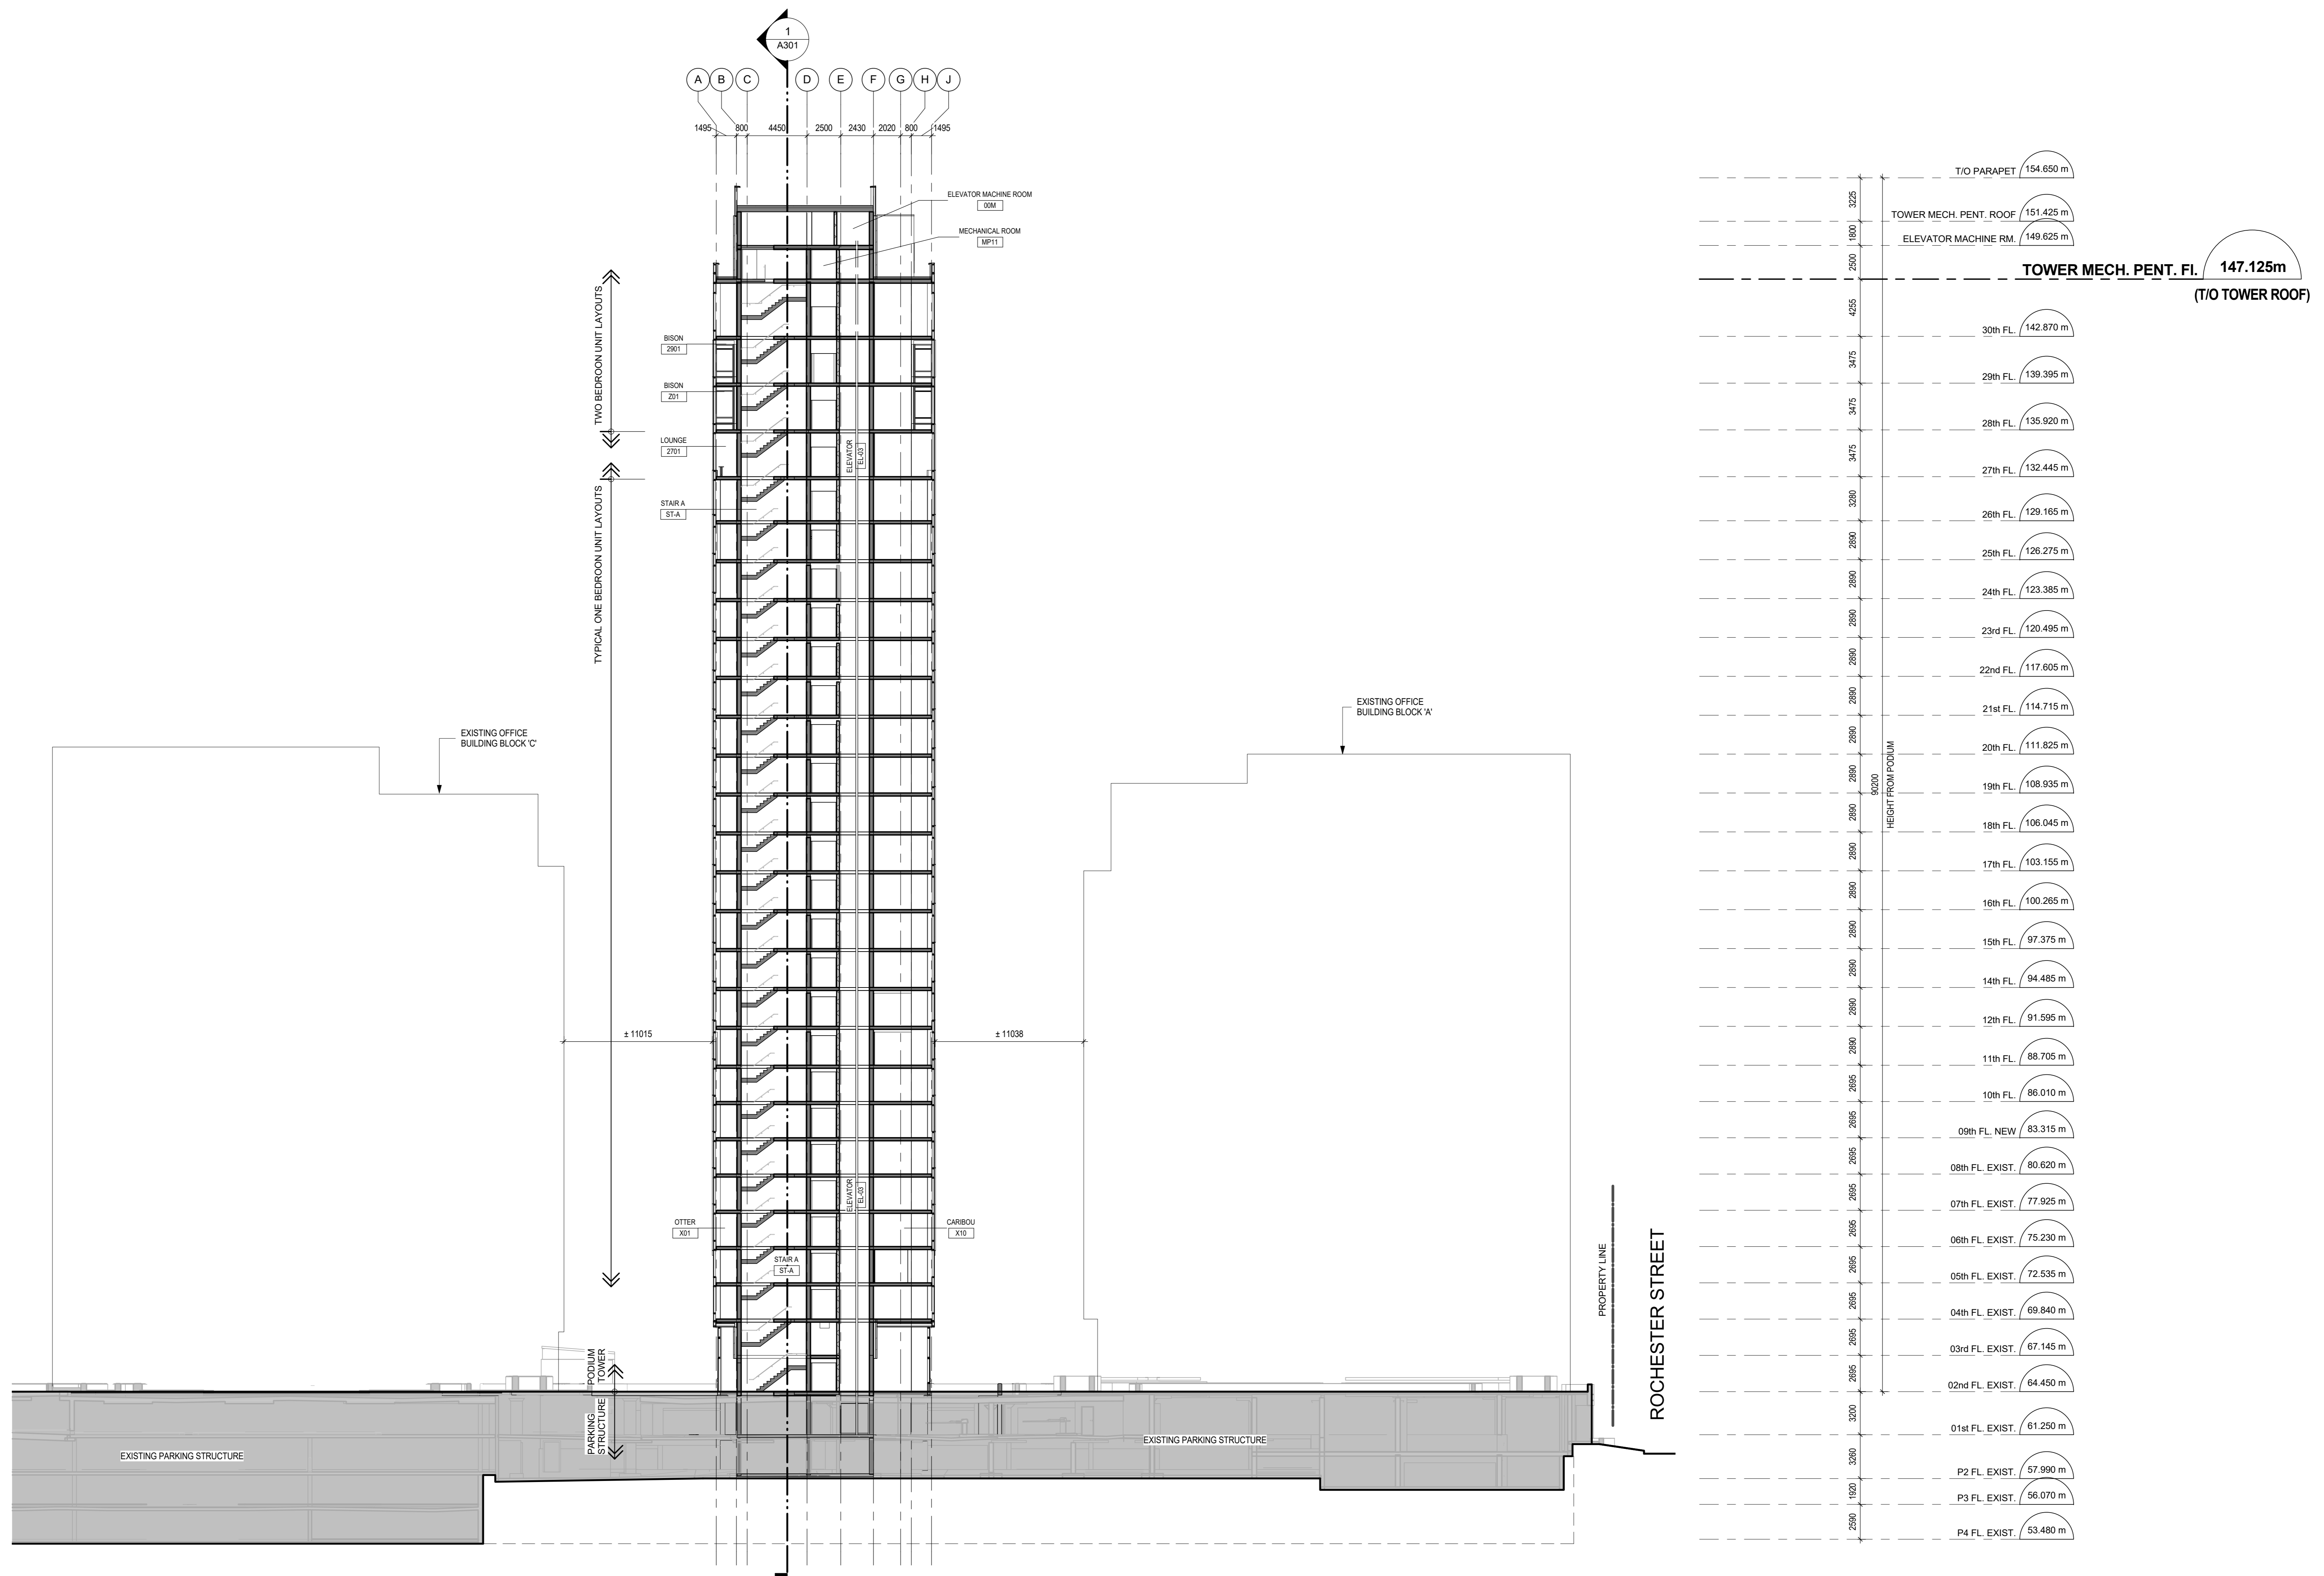 1
A301
A
B
C
D
E
F
G
H
J
1495
800
4450
2500
2430
2020
800
1495
ELEVATOR MACHINE ROOM
00M
MECHANICAL ROOM
MP11
TWO BEDROON UNIT LAYOUTS
BISON
2901
BISON
Z01
LOUNGE
2701
ELEVATOR
EL-03
TYPICAL ONE BEDROON UNIT LAYOUTS
STAIR A
ST-A
EXISTING OFFICE
BUILDING BLOCK 'C'
EXISTING OFFICE
BUILDING BLOCK 'A'
± 11015
± 11038
ELEVATOR
EL-03
OTTER
X01
CARIBOU
X10
STAIR A
ST-A
PODIUM
TOWER
PARKING
STRUCTURE
EXISTING PARKING STRUCTURE
EXISTING PARKING STRUCTURE
PROPERTY LINE
ROCHESTER STREET
T/O PARAPET 154.650 m
3225
TOWER MECH. PENT. ROOF 151.425 m
1800
ELEVATOR MACHINE RM. 149.625 m
2500
TOWER MECH. PENT. Fl. 147.125m
(T/O TOWER ROOF)
4255
30th FL. 142.870 m
3475
29th FL. 139.395 m
3475
28th FL. 135.920 m
3475
27th FL. 132.445 m
3280
26th FL. 129.165 m
2890
25th FL. 126.275 m
2890
24th FL. 123.385 m
2890
23rd FL. 120.495 m
2890
22nd FL. 117.605 m
2890
21st FL. 114.715 m
2890
20th FL. 111.825 m
2890
90200
HEIGHT FROM PODIUM
19th FL. 108.935 m
2890
18th FL. 106.045 m
2890
17th FL. 103.155 m
2890
16th FL. 100.265 m
2890
15th FL. 97.375 m
2890
14th FL. 94.485 m
2890
12th FL. 91.595 m
2890
11th FL. 88.705 m
2695
10th FL. 86.010 m
2695
09th FL. NEW 83.315 m
2695
08th FL. EXIST. 80.620 m
2695
07th FL. EXIST. 77.925 m
2695
06th FL. EXIST. 75.230 m
2695
05th FL. EXIST. 72.535 m
2695
04th FL. EXIST. 69.840 m
2695
03rd FL. EXIST. 67.145 m
2695
02nd FL. EXIST. 64.450 m
3200
01st FL. EXIST. 61.250 m
3260
P2 FL. EXIST. 57.990 m
1920
P3 FL. EXIST. 56.070 m
2590
P4 FL. EXIST. 53.480 m